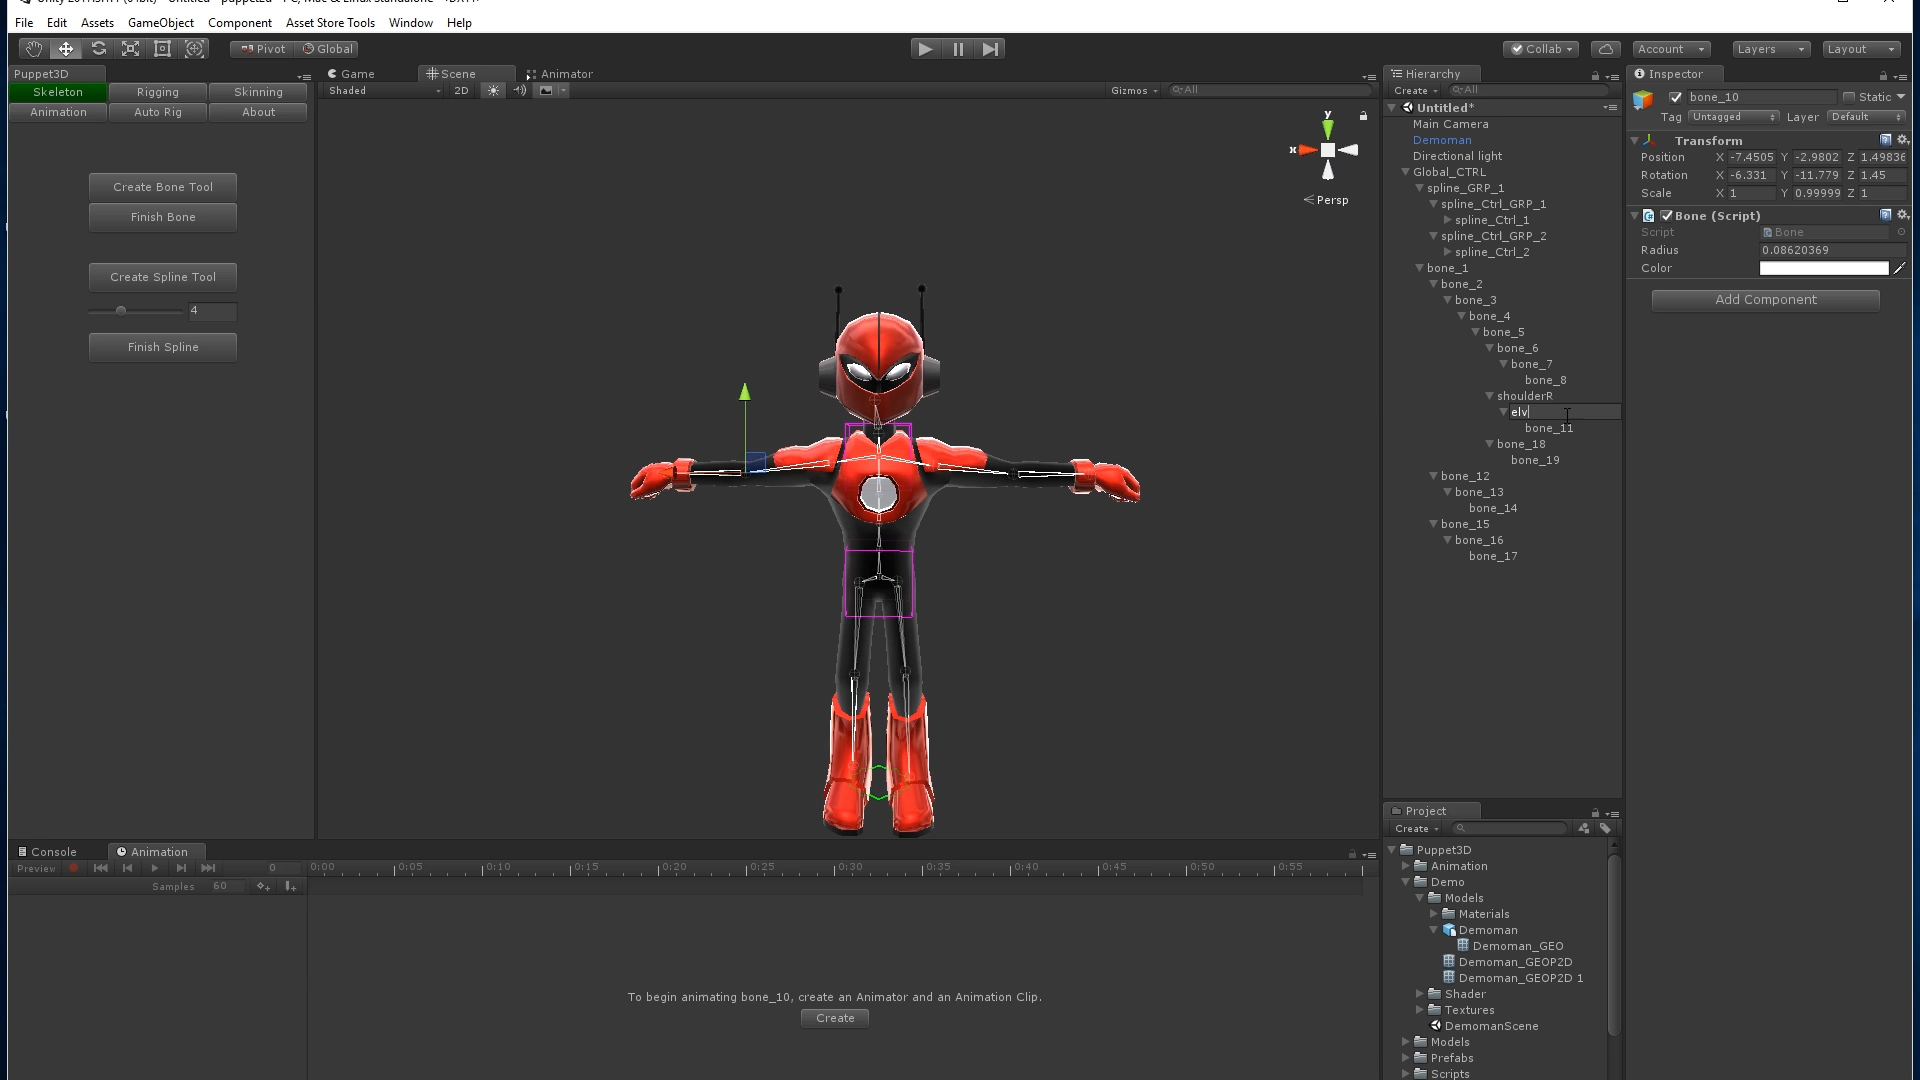 File Edit Assets GameObject Component Asset Store Tools Window Help
Pivot Global Collab Account Layers Layout
Puppet3D
Skeleton Rigging Skinning
Animation Auto Rig About
Create Bone Tool
Finish Bone
Create Spline Tool
4
Finish Spline
Game Scene Animator
Shaded 2D Gizmos All
y
x
Persp
Hierarchy
Create All
Untitled*
Main Camera
Demoman
Directional light
Global_CTRL
spline_GRP_1
spline_Ctrl_GRP_1
spline_Ctrl_1
spline_Ctrl_GRP_2
spline_Ctrl_2
bone_1
bone_2
bone_3
bone_4
bone_5
bone_6
bone_7
bone_8
shoulderR
elv
bone_11
bone_18
bone_19
bone_12
bone_13
bone_14
bone_15
bone_16
bone_17
Inspector
bone_10 Static
Tag Untagged Layer Default
Transform
Position X -7.4505 Y -2.9802 Z 1.49836
Rotation X -6.331 Y -11.779 Z 1.45
Scale X 1 Y 0.99999 Z 1
Bone (Script)
Script Bone
Radius 0.08620369
Color
Add Component
Project
Create
Puppet3D
Animation
Demo
Models
Materials
Demoman
Demoman_GEO
Demoman_GEOP2D
Demoman_GEOP2D 1
Shader
Textures
DemomanScene
Models
Prefabs
Scripts
Console Animation
Preview 0 0:00 0:05 0:10 0:15 0:20 0:25 0:30 0:35 0:40 0:45 0:50 0:55
Samples 60
To begin animating bone_10, create an Animator and an Animation Clip.
Create